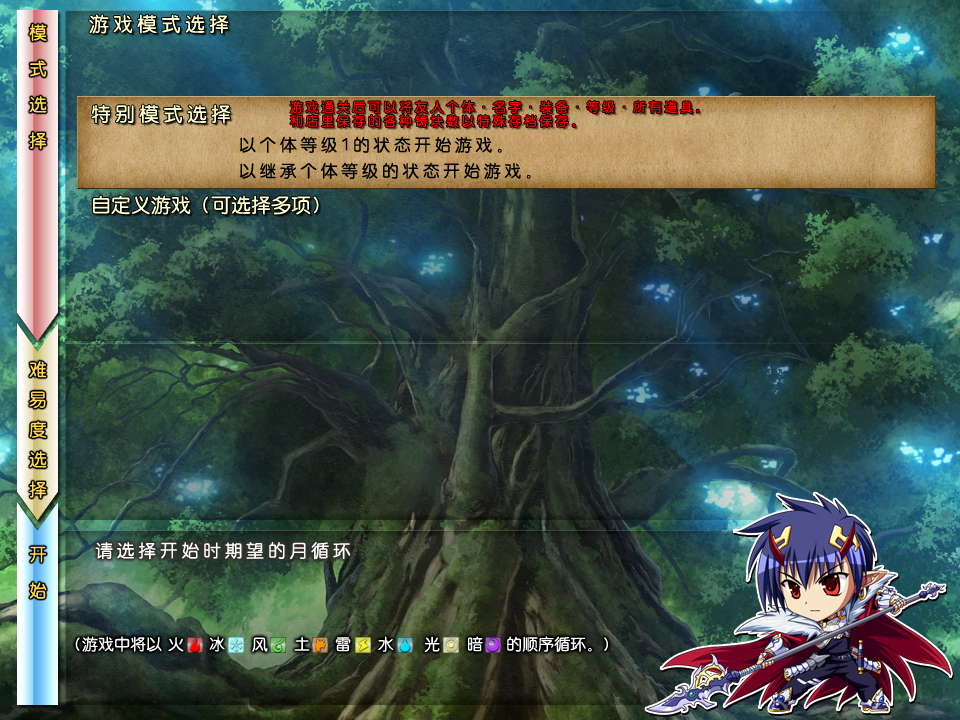 模式选择
游戏模式选择
特别模式选择
游戏通关后可以将友人个体·名字·装备·等级·所有道具。
和店里保存的各种铸块数以特殊存档保存。
以个体等级1的状态开始游戏。
以继承个体等级的状态开始游戏。
自定义游戏（可选择多项）
难易度选择
开始
请选择开始时期望的月循环
（游戏中将以 火 冰 风 土 雷 水 光 暗 的顺序循环。）